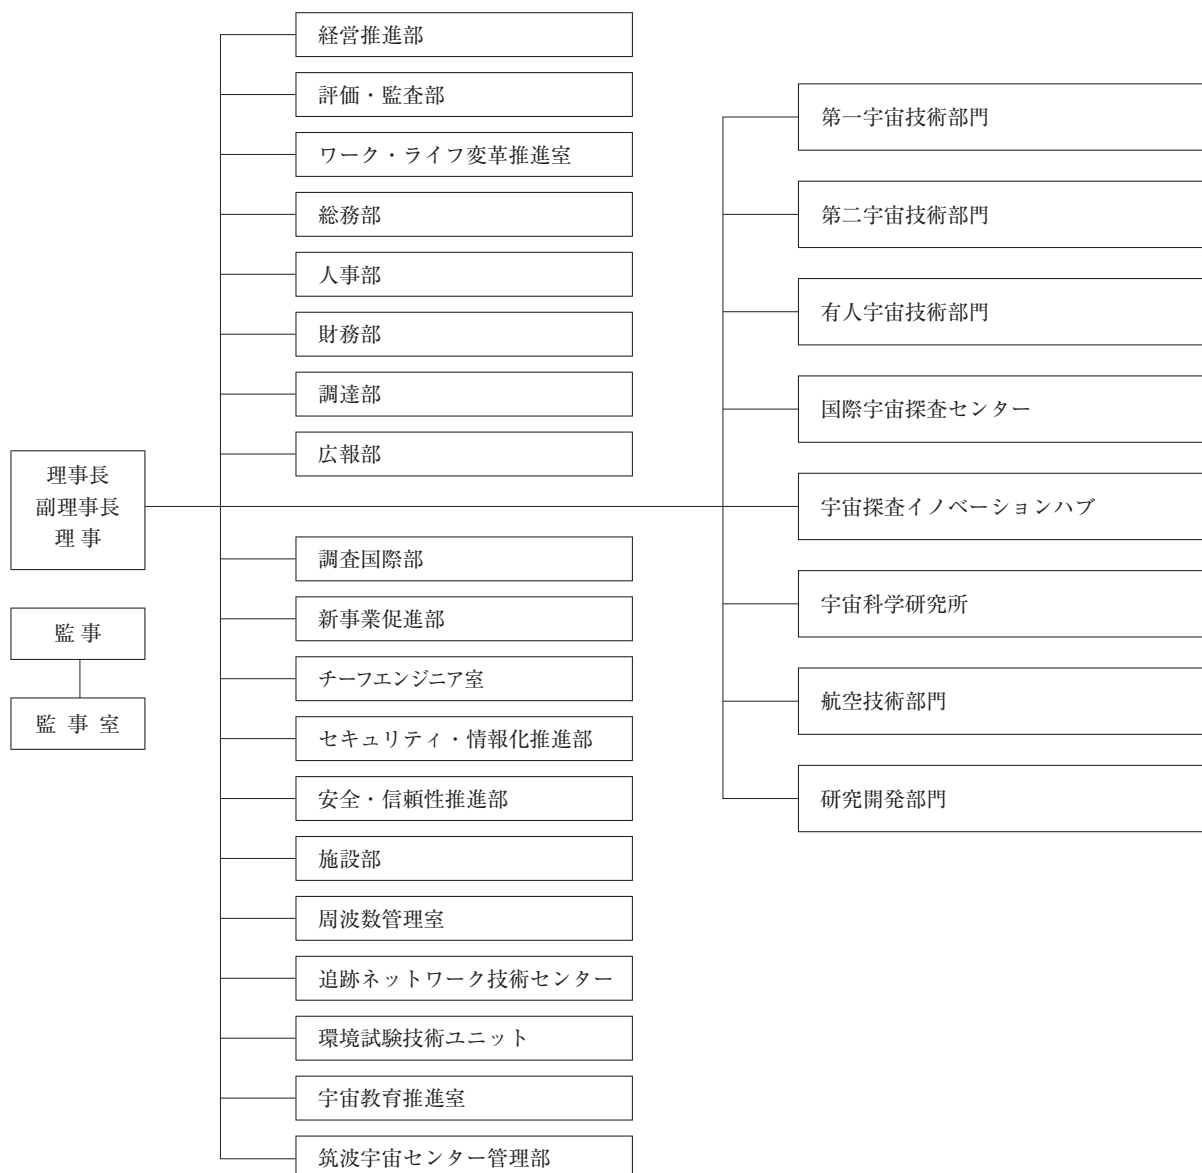 理事長
副理事長
理 事
監 事
監 事 室
経営推進部
評価・監査部
ワーク・ライフ変革推進室
総務部
人事部
財務部
調達部
広報部
調査国際部
新事業促進部
チーフエンジニア室
セキュリティ・情報化推進部
安全・信頼性推進部
施設部
周波数管理室
追跡ネットワーク技術センター
環境試験技術ユニット
宇宙教育推進室
筑波宇宙センター管理部
第一宇宙技術部門
第二宇宙技術部門
有人宇宙技術部門
国際宇宙探査センター
宇宙探査イノベーションハブ
宇宙科学研究所
航空技術部門
研究開発部門